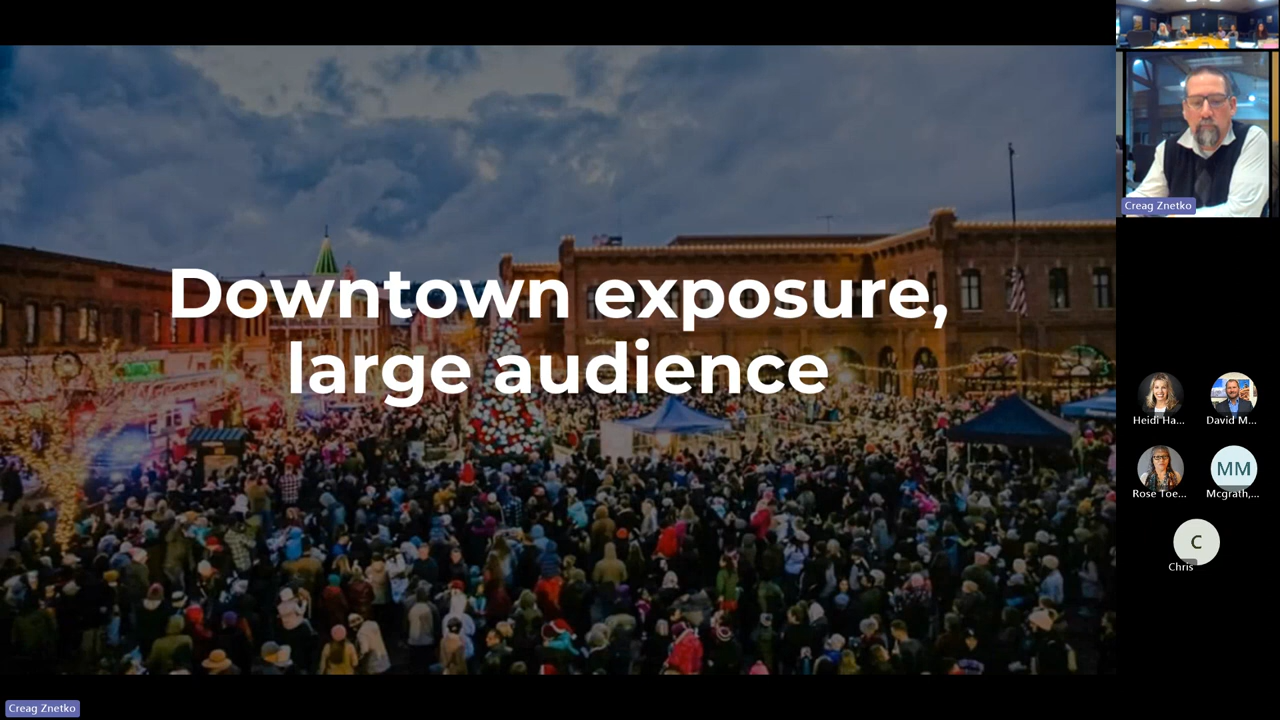 Downtown exposure,
large audience
Creag Znetko
Heidi Ha...
David M...
Rose Toe...
MM
Mcgrath,...
C
Chris
Creag Znetko